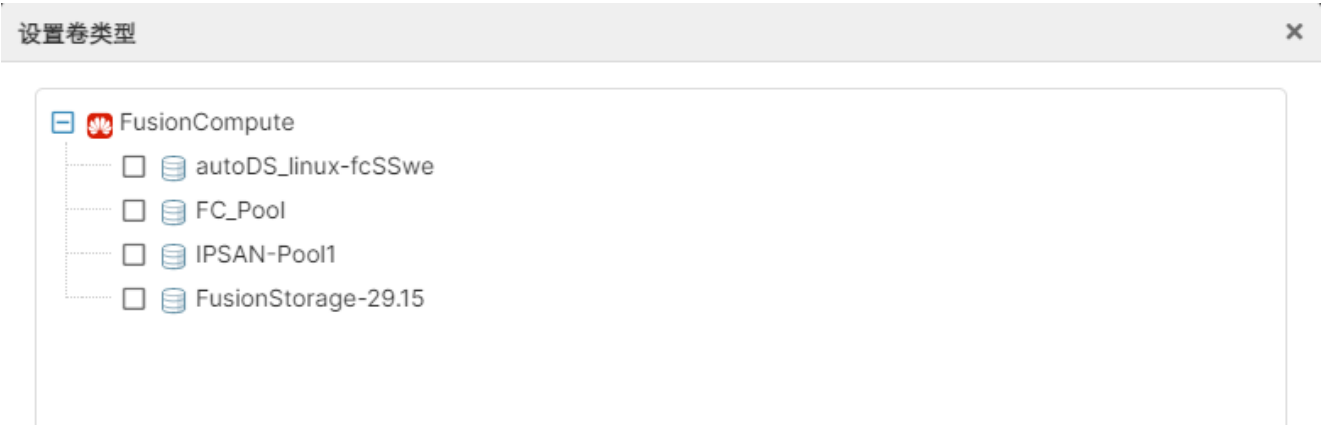 设置卷类型
FusionCompute
autoDS_linux-fcSSwe
FC_Pool
IPSAN-Pool1
FusionStorage-29.15